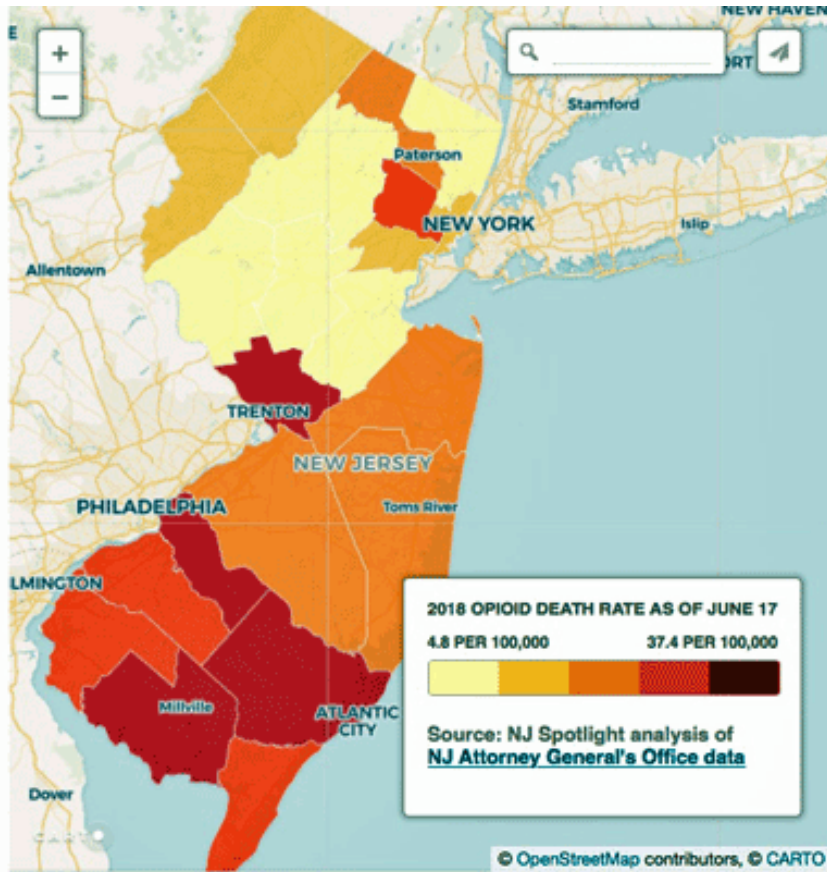 NEW HAVEN
E
+
−
ORT
Stamford
Paterson
NEW YORK
Islip
Allentown
TRENTON
NEW JERSEY
PHILADELPHIA
Toms River
LMINGTON
2018 OPIOID DEATH RATE AS OF JUNE 17
4.8 PER 100,000 37.4 PER 100,000
Millville
ATLANTIC
CITY
Source: NJ Spotlight analysis of
NJ Attorney General's Office data
Dover
CARTO
© OpenStreetMap contributors, © CARTO